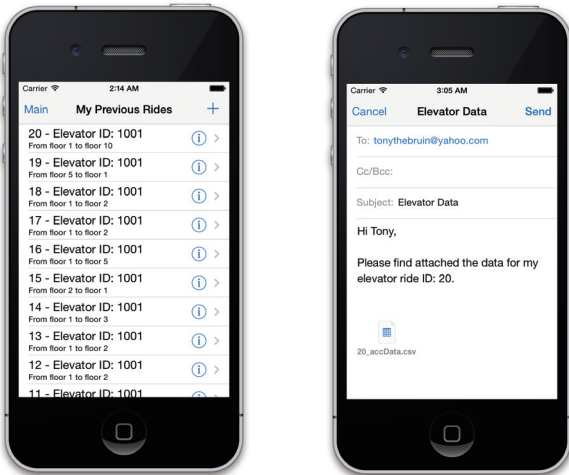 Carrier 2:14 AM
Main My Previous Rides +
20 - Elevator ID: 1001
From floor 1 to floor 10
19 - Elevator ID: 1001
From floor 5 to floor 1
18 - Elevator ID: 1001
From floor 1 to floor 2
17 - Elevator ID: 1001
From floor 1 to floor 2
16 - Elevator ID: 1001
From floor 1 to floor 5
15 - Elevator ID: 1001
From floor 2 to floor 1
14 - Elevator ID: 1001
From floor 1 to floor 3
13 - Elevator ID: 1001
From floor 1 to floor 2
12 - Elevator ID: 1001
From floor 1 to floor 2
11 - Elevator ID: 1001
Carrier 3:05 AM
Cancel Elevator Data Send
To: tonythebruin@yahoo.com
Cc/Bcc:
Subject: Elevator Data
Hi Tony,
Please find attached the data for my
elevator ride ID: 20.
20_accData.csv